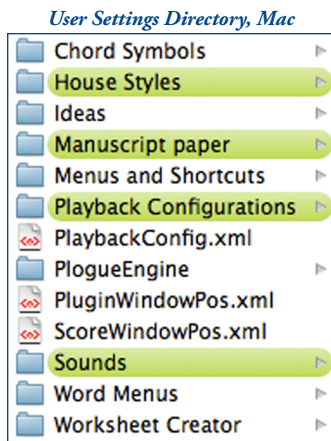 User Settings Directory, Mac
Chord Symbols
House Styles
Ideas
Manuscript paper
Menus and Shortcuts
Playback Configurations
PlaybackConfig.xml
PlogueEngine
PluginWindowPos.xml
ScoreWindowPos.xml
Sounds
Word Menus
Worksheet Creator